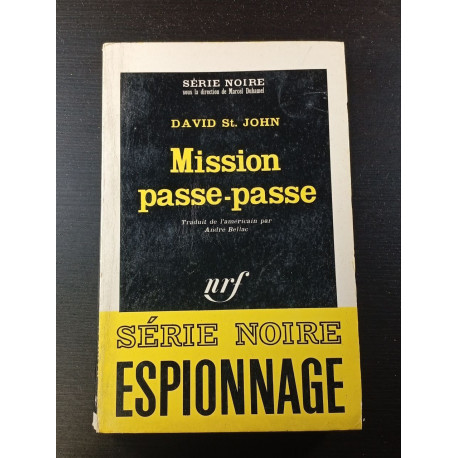 SÉRIE NOIRE
sous la direction de Marcel Duhamel
DAVID St. JOHN
Mission
passe-passe
Traduit de l'américain par
André Bellac
nrf
SÉRIE NOIRE
ESPIONNAGE